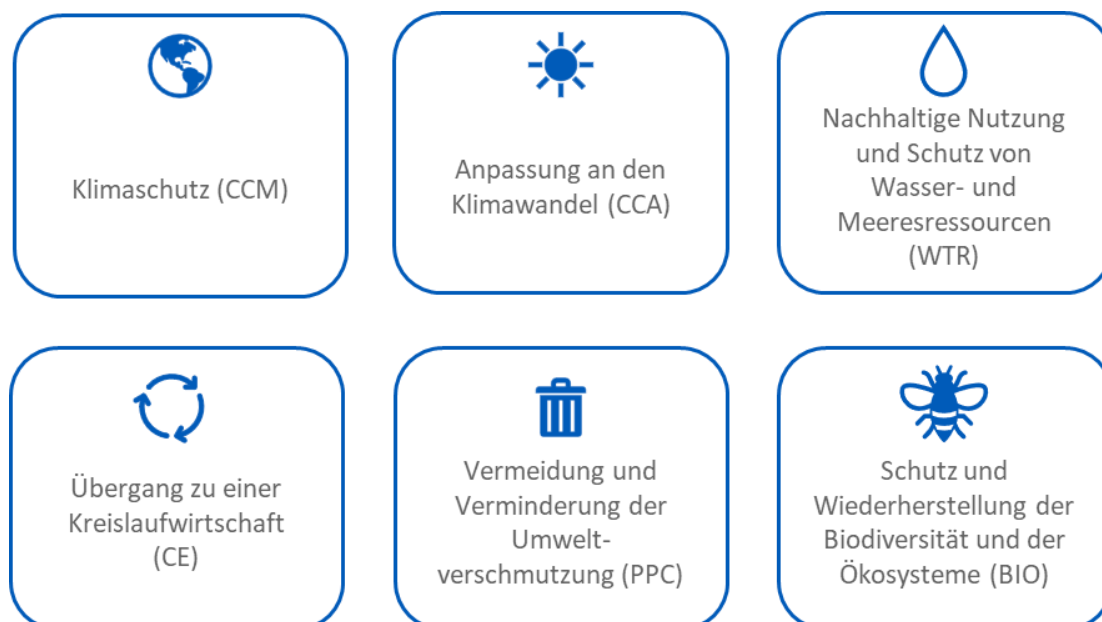 Klimaschutz (CCM)
Anpassung an den
Klimawandel (CCA)
Nachhaltige Nutzung
und Schutz von
Wasser- und
Meeresressourcen
(WTR)
Übergang zu einer
Kreislaufwirtschaft
(CE)
Vermeidung und
Verminderung der
Umwelt-
verschmutzung (PPC)
Schutz und
Wiederherstellung der
Biodiversität und der
Ökosysteme (BIO)